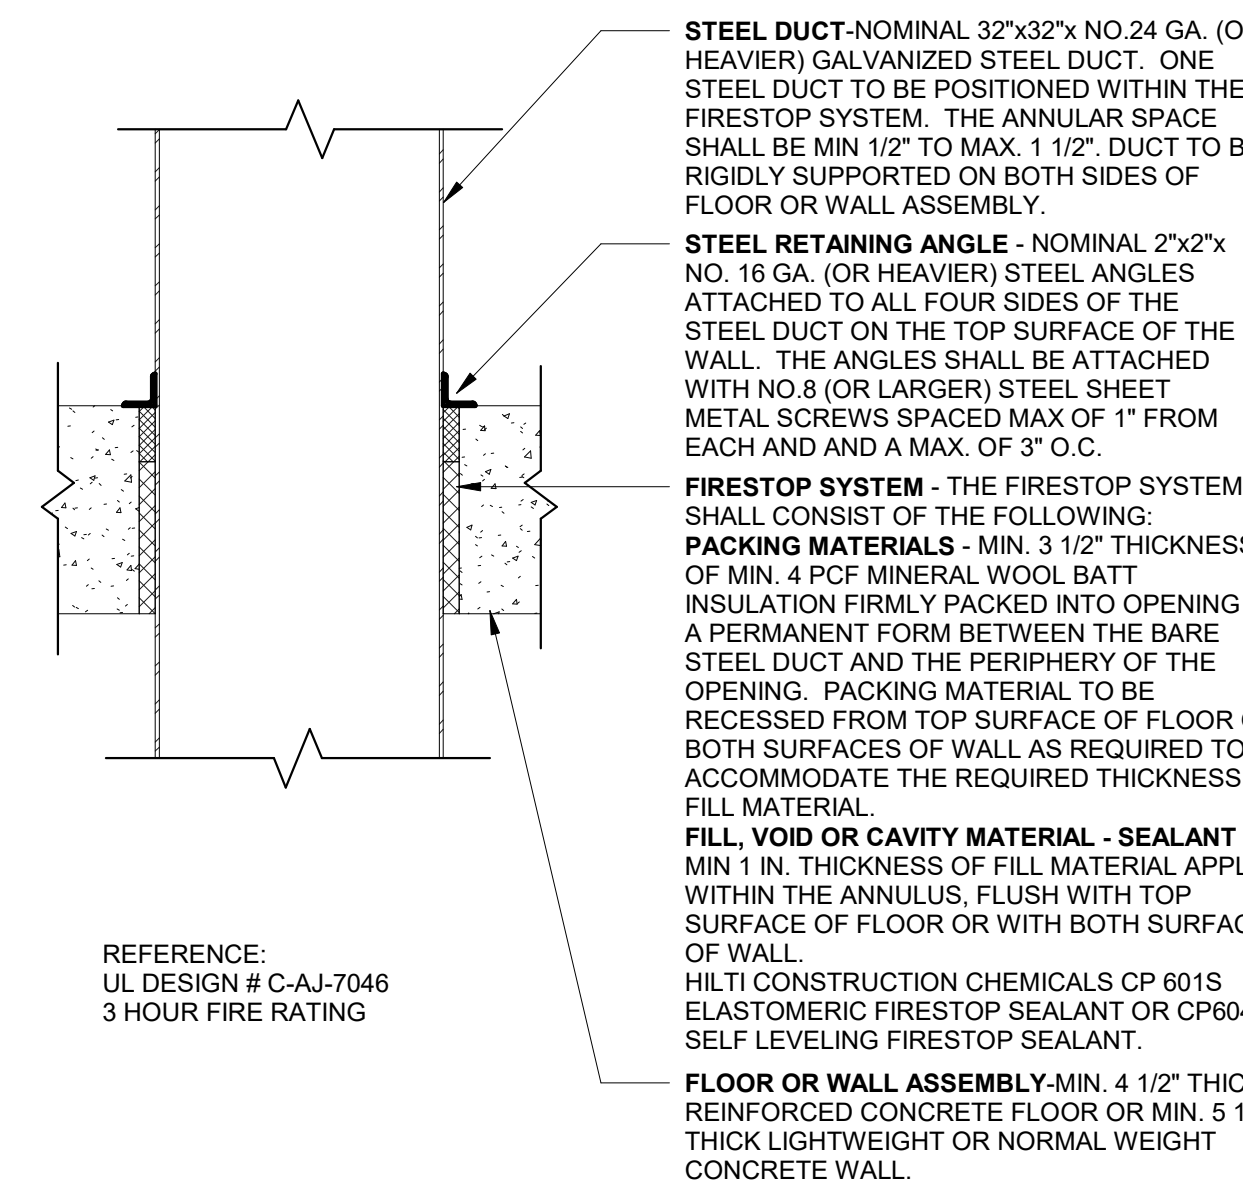 STEEL DUCT-NOMINAL 32"x32"x NO.24 GA. (O
HEAVIER) GALVANIZED STEEL DUCT. ONE
STEEL DUCT TO BE POSITIONED WITHIN THE
FIRESTOP SYSTEM. THE ANNULAR SPACE
SHALL BE MIN 1/2" TO MAX. 1 1/2". DUCT TO B
RIGIDLY SUPPORTED ON BOTH SIDES OF
FLOOR OR WALL ASSEMBLY.
STEEL RETAINING ANGLE - NOMINAL 2"x2"x
NO. 16 GA. (OR HEAVIER) STEEL ANGLES
ATTACHED TO ALL FOUR SIDES OF THE
STEEL DUCT ON THE TOP SURFACE OF THE
WALL. THE ANGLES SHALL BE ATTACHED
WITH NO.8 (OR LARGER) STEEL SHEET
METAL SCREWS SPACED MAX OF 1" FROM
EACH AND AND A MAX. OF 3" O.C.
FIRESTOP SYSTEM - THE FIRESTOP SYSTEM
SHALL CONSIST OF THE FOLLOWING:
PACKING MATERIALS - MIN. 3 1/2" THICKNESS
OF MIN. 4 PCF MINERAL WOOL BATT
INSULATION FIRMLY PACKED INTO OPENING
A PERMANENT FORM BETWEEN THE BARE
STEEL DUCT AND THE PERIPHERY OF THE
OPENING. PACKING MATERIAL TO BE
RECESSED FROM TOP SURFACE OF FLOOR
BOTH SURFACES OF WALL AS REQUIRED TO
ACCOMMODATE THE REQUIRED THICKNESS
FILL MATERIAL.
FILL, VOID OR CAVITY MATERIAL - SEALANT
MIN 1 IN. THICKNESS OF FILL MATERIAL APPL
WITHIN THE ANNULUS, FLUSH WITH TOP
SURFACE OF FLOOR OR WITH BOTH SURFAC
OF WALL.
HILTI CONSTRUCTION CHEMICALS CP 601S
ELASTOMERIC FIRESTOP SEALANT OR CP604
SELF LEVELING FIRESTOP SEALANT.
FLOOR OR WALL ASSEMBLY-MIN. 4 1/2" THIC
REINFORCED CONCRETE FLOOR OR MIN. 5 1
THICK LIGHTWEIGHT OR NORMAL WEIGHT
CONCRETE WALL.
REFERENCE:
UL DESIGN # C-AJ-7046
3 HOUR FIRE RATING